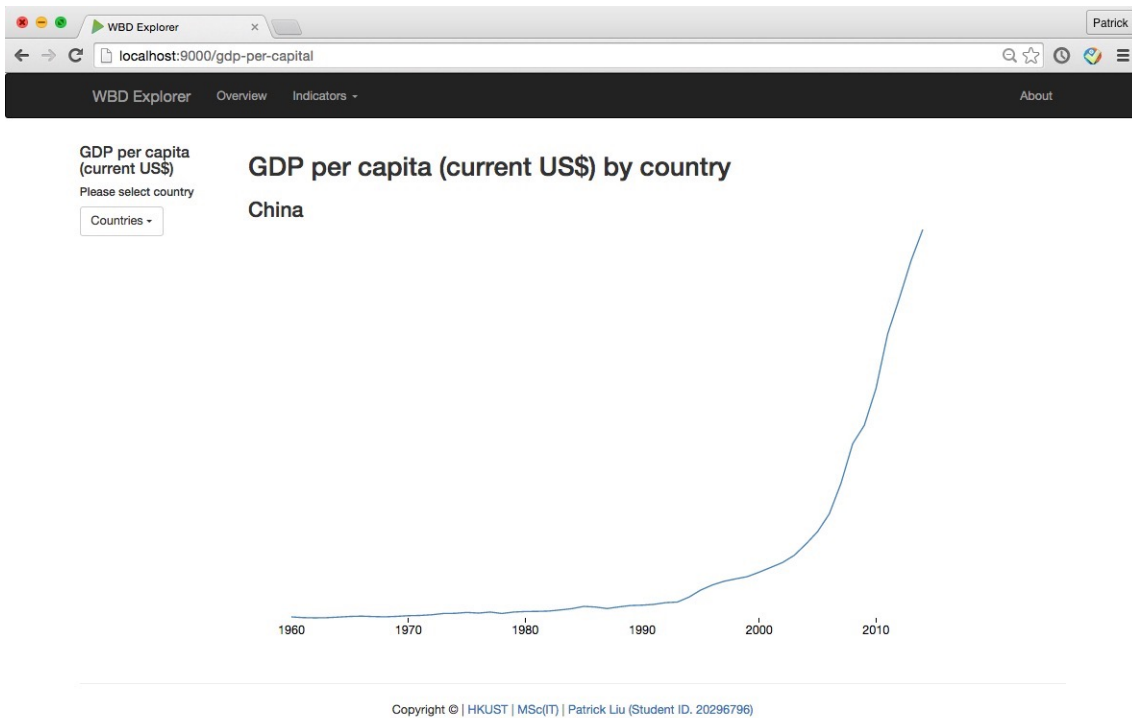 WBD Explorer
Patrick
localhost:9000/gdp-per-capital
WBD Explorer Overview Indicators About
GDP per capita
(current US$)
Please select country
Countries
GDP per capita (current US$) by country
China
1960 1970 1980 1990 2000 2010
Copyright © | HKUST | MSc(IT) | Patrick Liu (Student ID. 20296796)